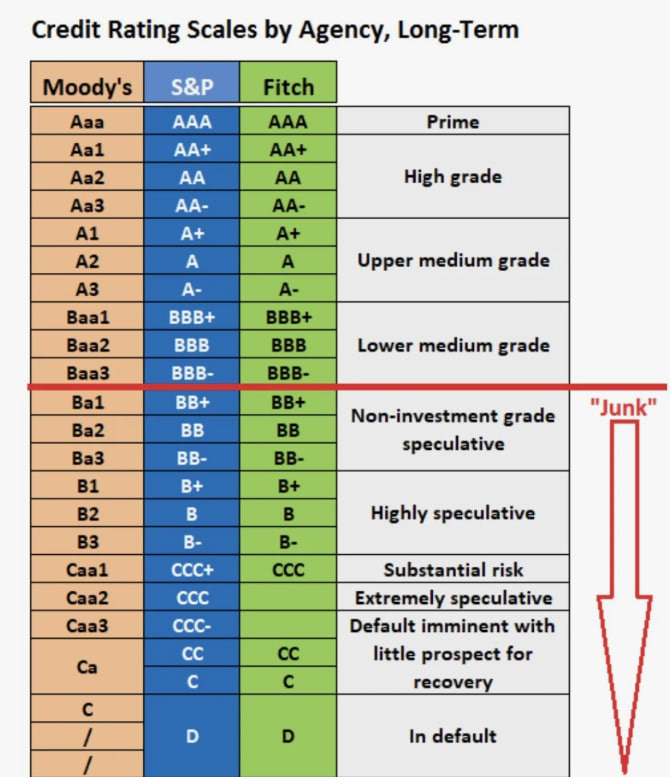 Credit Rating Scales by Agency, Long-Term
Moody's S&P Fitch
Aaa AAA AAA Prime
Aa1 AA+ AA+
Aa2 AA AA High grade
Aa3 AA- AA-
A1 A+ A+
A2 A A Upper medium grade
A3 A- A-
Baa1 BBB+ BBB+
Baa2 BBB BBB Lower medium grade
Baa3 BBB- BBB-
"Junk"
Ba1 BB+ BB+ Non-investment grade
Ba2 BB BB speculative
Ba3 BB- BB-
B1 B+ B+
B2 B B Highly speculative
B3 B- B-
Caa1 CCC+ CCC Substantial risk
Caa2 CCC Extremely speculative
Caa3 CCC- Default imminent with
Ca CC CC little prospect for
C C recovery
C
/ D D In default
/